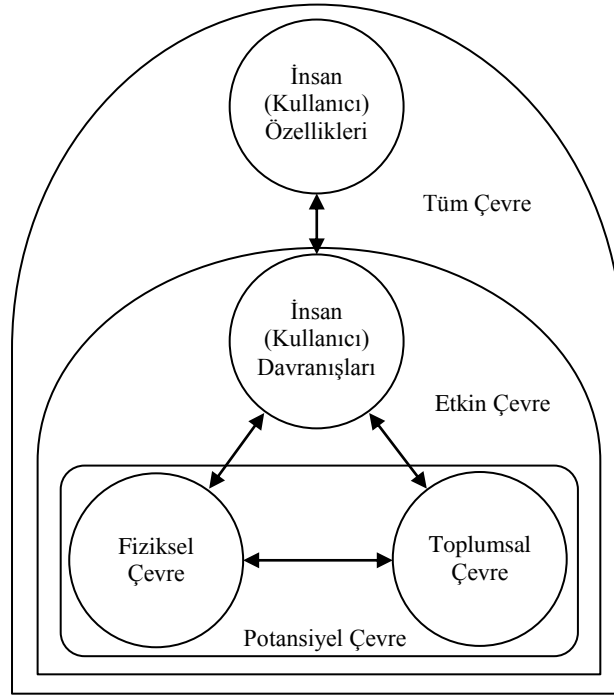 İnsan
(Kullanıcı)
Özellikleri
Tüm Çevre
İnsan
(Kullanıcı)
Davranışları
Etkin Çevre
Fiziksel
Çevre
Toplumsal
Çevre
Potansiyel Çevre